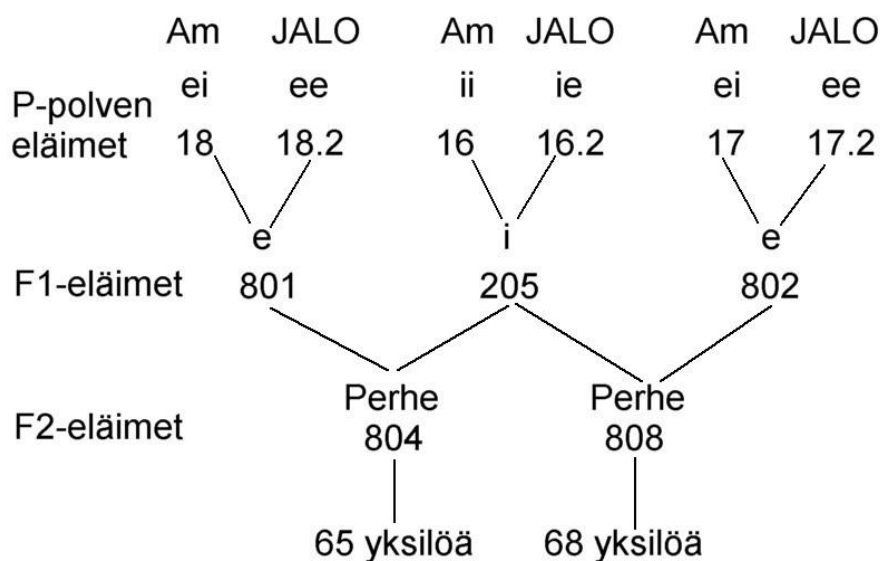 Am JALO Am JALO Am JALO
ei ee ii ie ei ee
P-polven
eläimet 18 18.2 16 16.2 17 17.2
e i e
F1-eläimet 801 205 802
Perhe Perhe
F2-eläimet 804 808
65 yksilöä 68 yksilöä